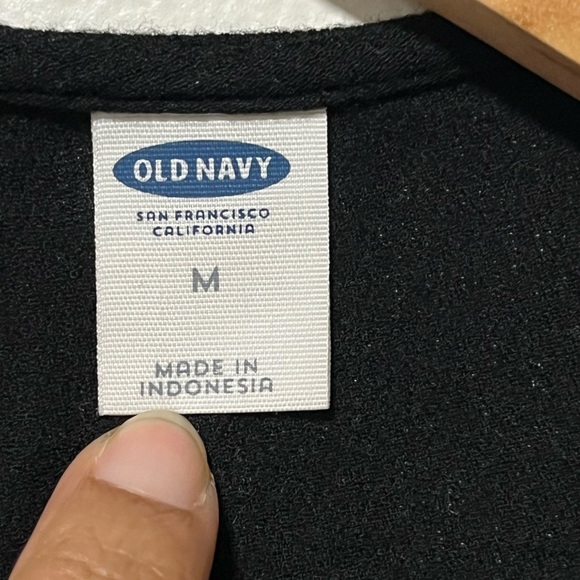 OLD NAVY
SAN FRANCISCO
CALIFORNIA
M
MADE IN
INDONESIA